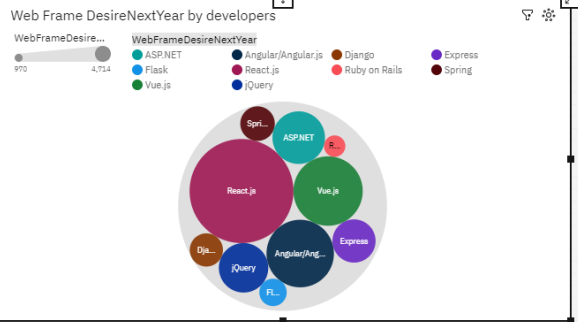 Web Frame DesireNextYear by developers
WebFrameDesire...
970 4,714
WebFrameDesireNextYear
ASP.NET Angular/Angular.js Django Express
Flask React.js Ruby on Rails Spring
Vue.js jQuery
Spri...
ASP.NET
R...
React.js
Vue.js
Express
Dja...
Angular/Ang...
jQuery
Fl...